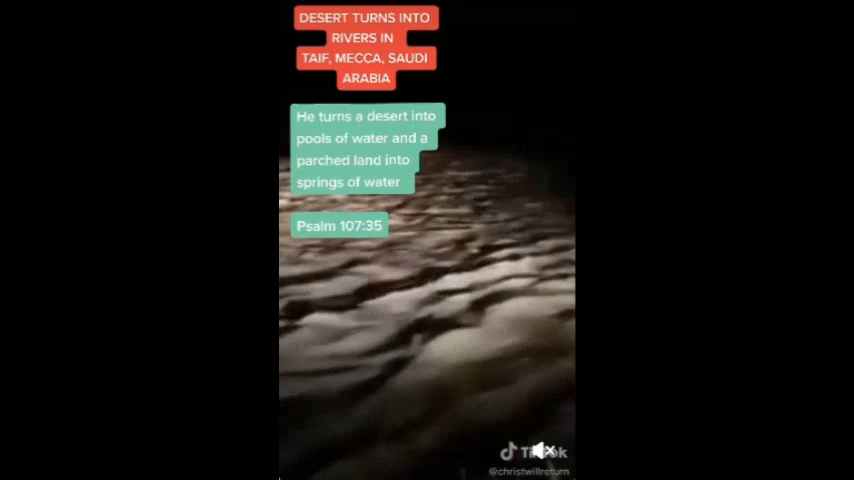 DESERT TURNS INTO
RIVERS IN
TAIF, MECCA, SAUDI
ARABIA
He turns a desert into
pools of water and a
parched land into
springs of water
Psalm 107:35
TikTok
@christwillreturn